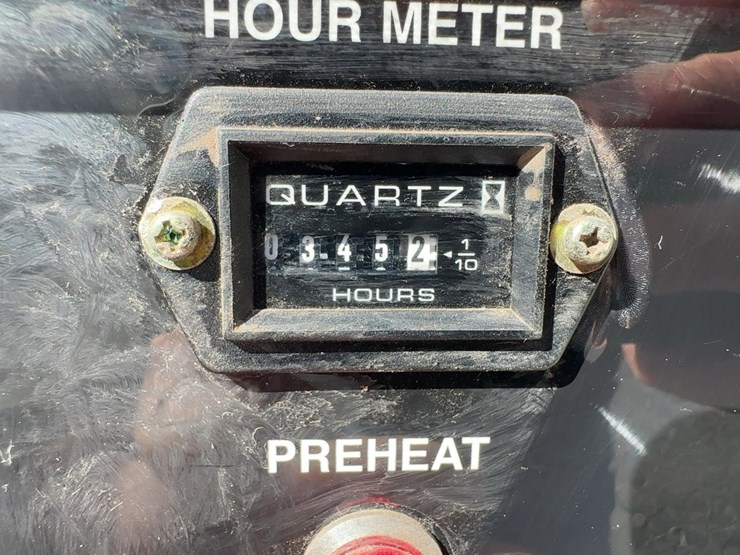 HOUR METER
QUARTZ
0 3 4 5 2 ◄ 1/10
HOURS
PREHEAT